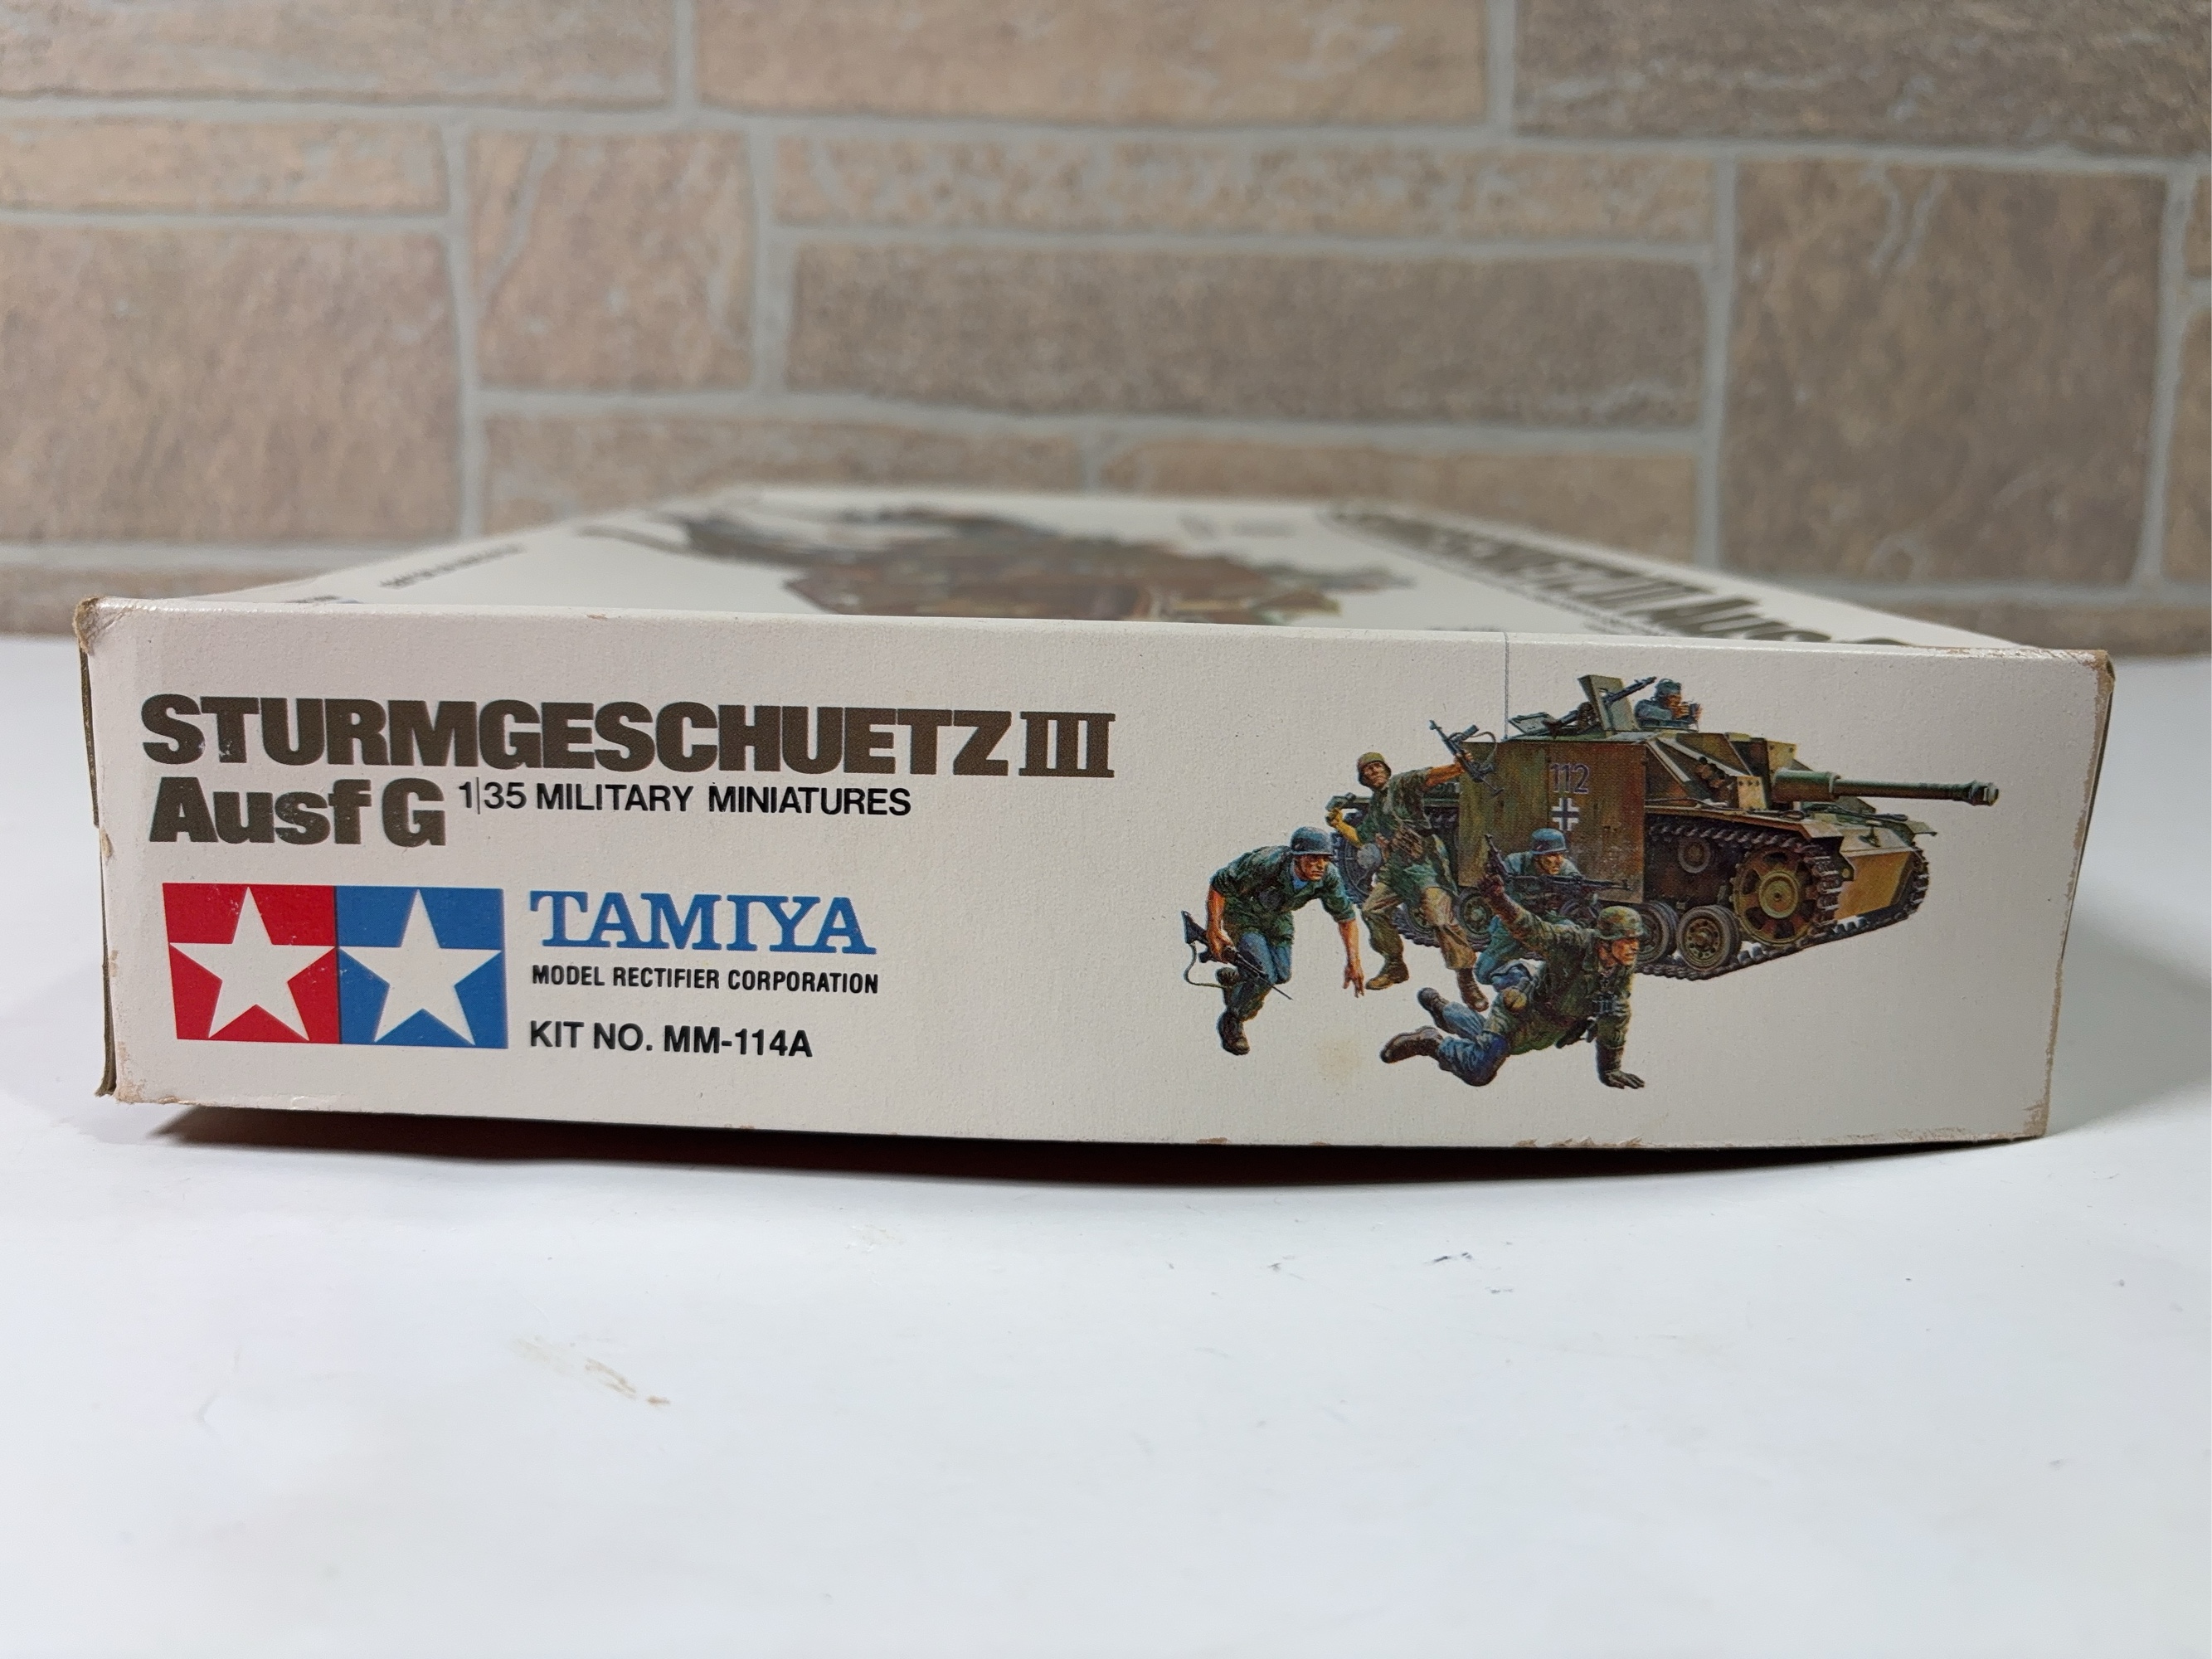 STURMGESCHUETZ III
Ausf G 1|35 MILITARY MINIATURES
TAMIYA
MODEL RECTIFIER CORPORATION
KIT NO. MM-114A
112